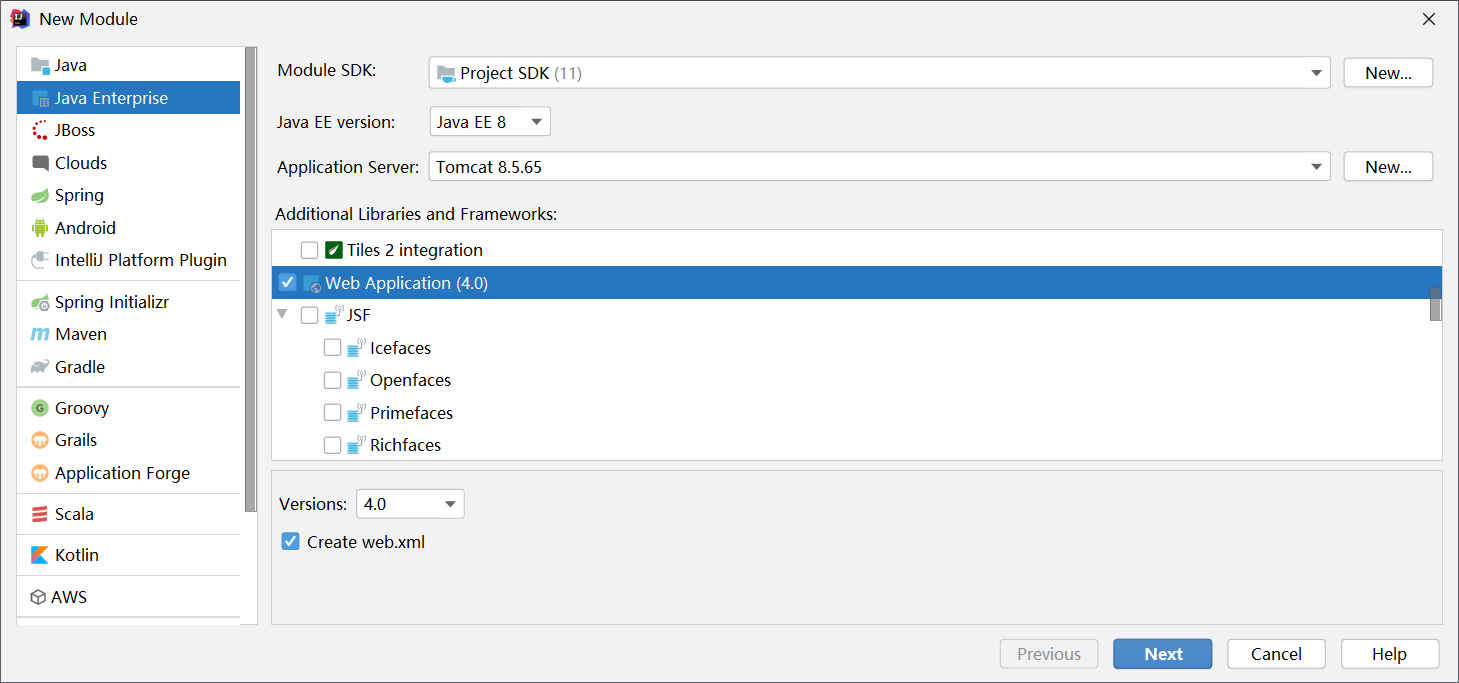 New Module
Java
Java Enterprise
JBoss
Clouds
Spring
Android
IntelliJ Platform Plugin
Spring Initializr
Maven
Gradle
Groovy
Grails
Application Forge
Scala
Kotlin
AWS
Module SDK: Project SDK (11) New...
Java EE version: Java EE 8
Application Server: Tomcat 8.5.65 New...
Additional Libraries and Frameworks:
Tiles 2 integration
Web Application (4.0)
JSF
Icefaces
Openfaces
Primefaces
Richfaces
Versions: 4.0
Create web.xml
Previous Next Cancel Help